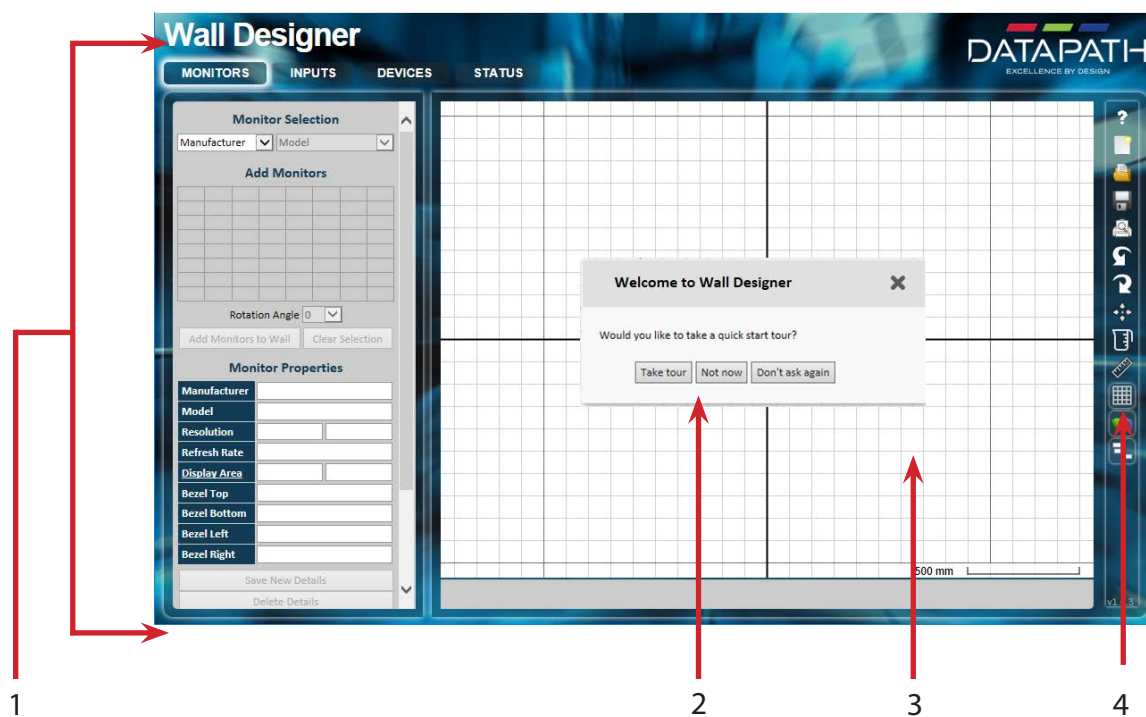 Wall Designer
DATAPATH
EXCELLENCE BY DESIGN
MONITORS INPUTS DEVICES STATUS
Monitor Selection
Manufacturer Model
Add Monitors
Rotation Angle 0
Add Monitors to Wall Clear Selection
Monitor Properties
Manufacturer
Model
Resolution
Refresh Rate
Display Area
Bezel Top
Bezel Bottom
Bezel Left
Bezel Right
Save New Details
Delete Details
Welcome to Wall Designer
Would you like to take a quick start tour?
Take tour Not now Don't ask again
500 mm
?
1 2 3 4